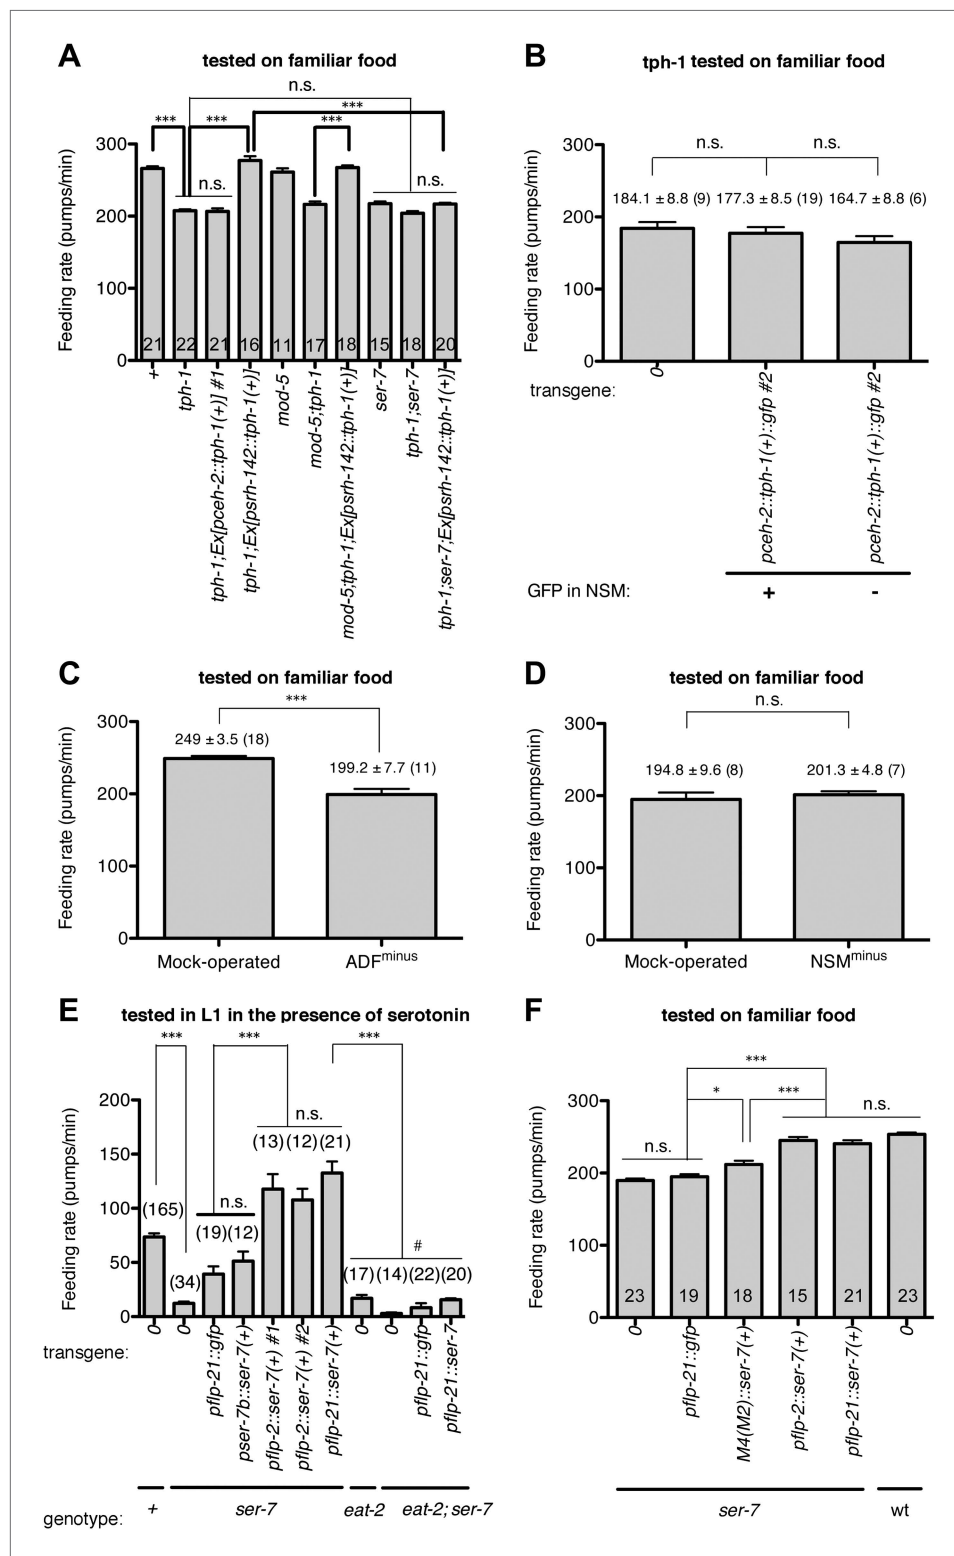 A
tested on familiar food
n.s.
***
***
***
***
n.s.
n.s.
Feeding rate (pumps/min)
300
200
100
0
21 22 21 16 11 17 18 15 18 20
+
tph-1
tph-1;Ex[pceh-2::tph-1(+)] #1
tph-1;Ex[psrh-142::tph-1(+)]
mod-5
mod-5;tph-1
mod-5;tph-1;Ex[psrh-142::tph-1(+)]
ser-7
tph-1;ser-7
tph-1;ser-7;Ex[psrh-142::tph-1(+)]
B
tph-1 tested on familiar food
n.s. n.s.
184.1 ± 8.8 (9) 177.3 ± 8.5 (19) 164.7 ± 8.8 (6)
Feeding rate (pumps/min)
300
200
100
0
transgene:
0
pceh-2::tph-1(+)::gfp #2
pceh-2::tph-1(+)::gfp #2
GFP in NSM: + -
C
tested on familiar food
***
249 ± 3.5 (18)
199.2 ± 7.7 (11)
Feeding rate (pumps/min)
300
200
100
0
Mock-operated ADFminus
D
tested on familiar food
n.s.
194.8 ± 9.6 (8) 201.3 ± 4.8 (7)
Feeding rate (pumps/min)
300
200
100
0
Mock-operated NSMminus
E
tested in L1 in the presence of serotonin
*** *** ***
n.s.
(13) (12) (21)
n.s.
(165)
(19)(12)
(34)
#
(17) (14) (22) (20)
Feeding rate (pumps/min)
200
150
100
50
0
transgene:
0
0
pflp-21::gfp
pser-7b::ser-7(+)
pflp-2::ser-7(+) #1
pflp-2::ser-7(+) #2
pflp-21::ser-7(+)
0
0
pflp-21::gfp
pflp-21::ser-7
genotype: + ser-7 eat-2 eat-2; ser-7
F
tested on familiar food
***
* ***
n.s.
n.s.
Feeding rate (pumps/min)
300
200
100
0
23 19 18 15 21 23
0
pflp-21::gfp
M4(M2)::ser-7(+)
pflp-2::ser-7(+)
pflp-21::ser-7(+)
0
ser-7 wt